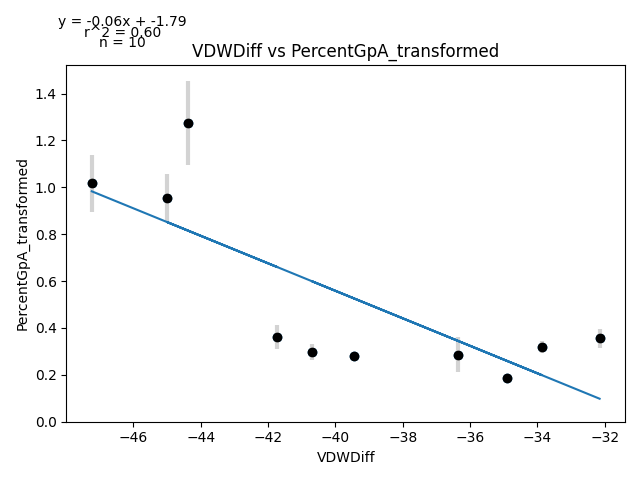 y = -0.06x + -1.79
r^2 = 0.60
n = 10
VDWDiff vs PercentGpA_transformed
PercentGpA_transformed
1.4
1.2
1.0
0.8
0.6
0.4
0.2
0.0
−46 −44 −42 −40 −38 −36 −34 −32
VDWDiff